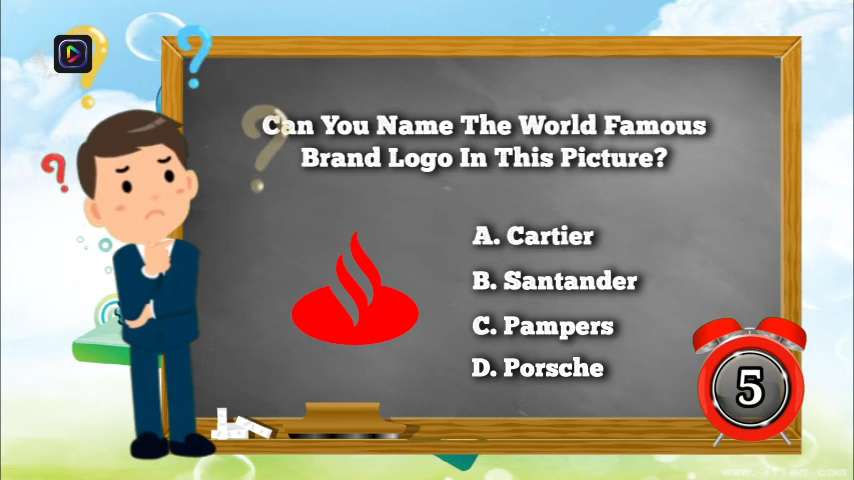 Can You Name The World Famous
Brand Logo In This Picture?
A. Cartier
B. Santander
C. Pampers
D. Porsche
5